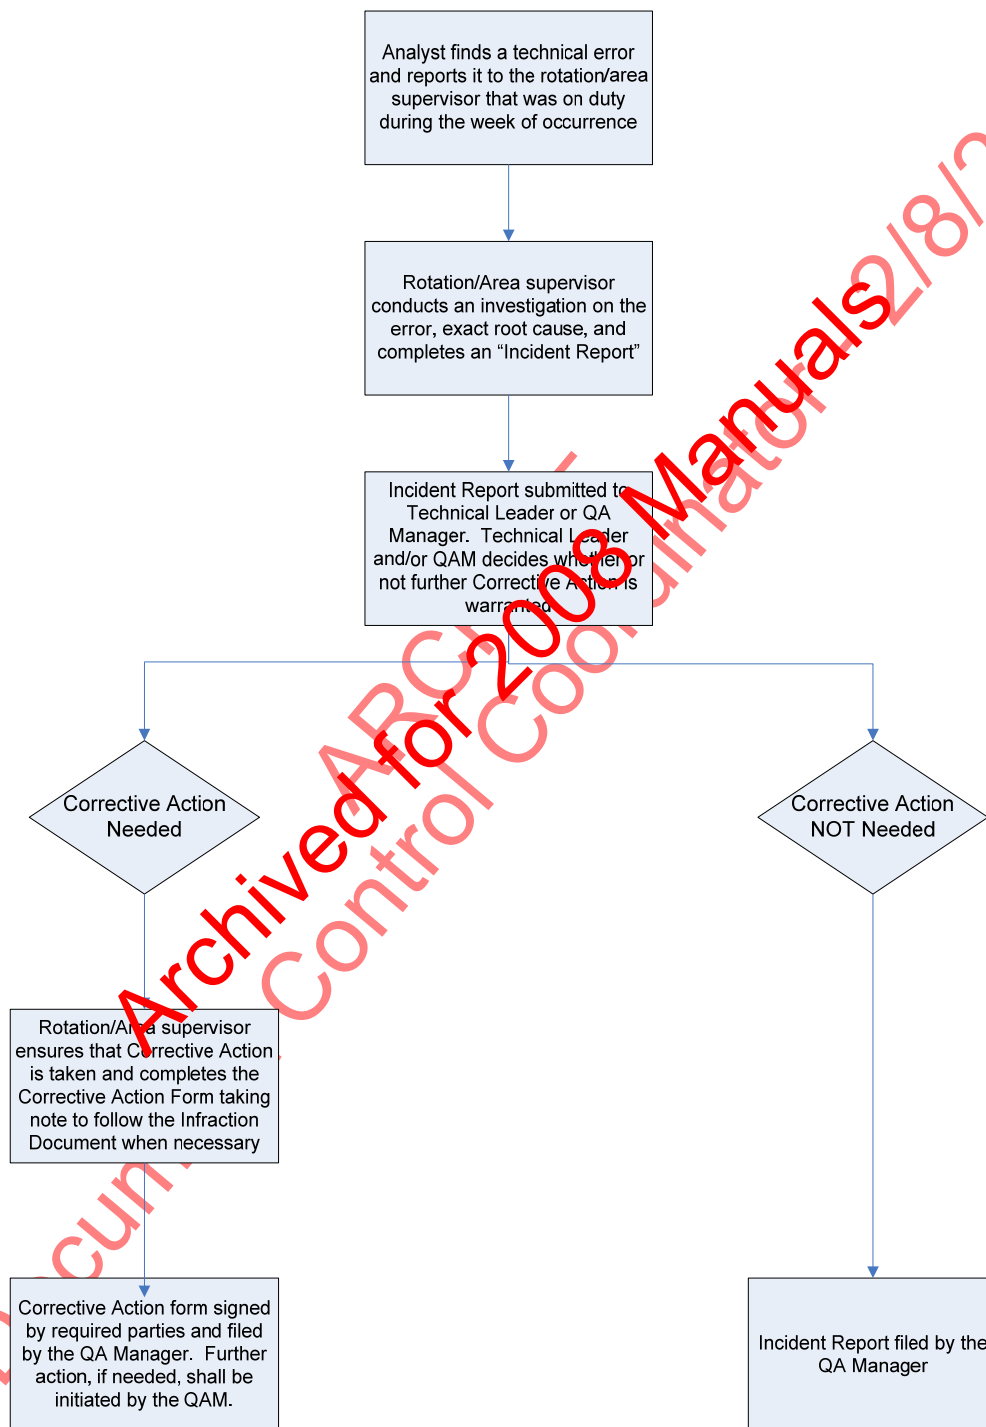 Analyst finds a technical error
and reports it to the rotation/area
supervisor that was on duty
during the week of occurrence
Rotation/Area supervisor
conducts an investigation on the
error, exact root cause, and
completes an “Incident Report”
Incident Report submitted to
Technical Leader or QA
Manager.  Technical Leader
and/or QAM decides whether or
not further Corrective Action is
warranted
Corrective Action
Needed
Corrective Action
NOT Needed
Rotation/Area supervisor
ensures that Corrective Action
is taken and completes the
Corrective Action Form taking
note to follow the Infraction
Document when necessary
Corrective Action form signed
by required parties and filed
by the QA Manager.  Further
action, if needed, shall be
initiated by the QAM.
Incident Report filed by the
QA Manager
Archived for 2008 Manuals
Control Coordinator - 2/8/2